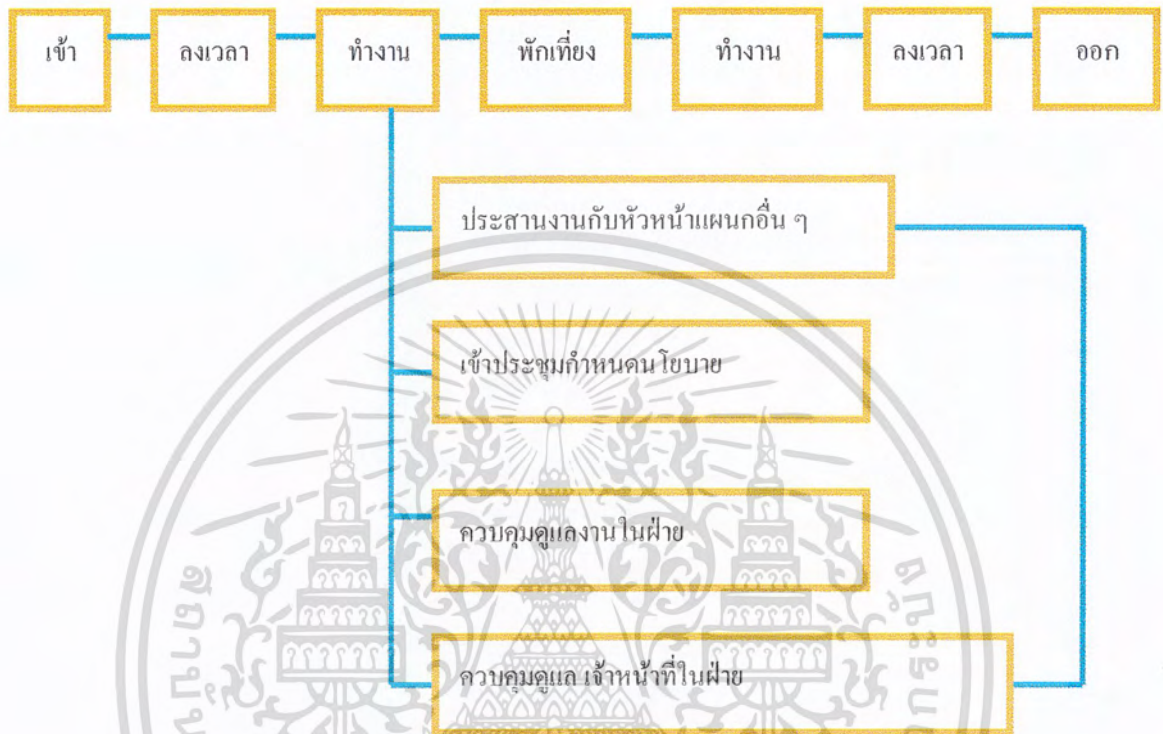 เข้า
ลงเวลา
ทำงาน
พักเที่ยง
ทำงาน
ลงเวลา
ออก
ประสานงานกับหัวหน้าแผนกอื่น ๆ
เข้าประชุมกำหนดนโยบาย
ควบคุมดูแลงานในฝ่าย
ควบคุมดูแล เจ้าหน้าที่ในฝ่าย